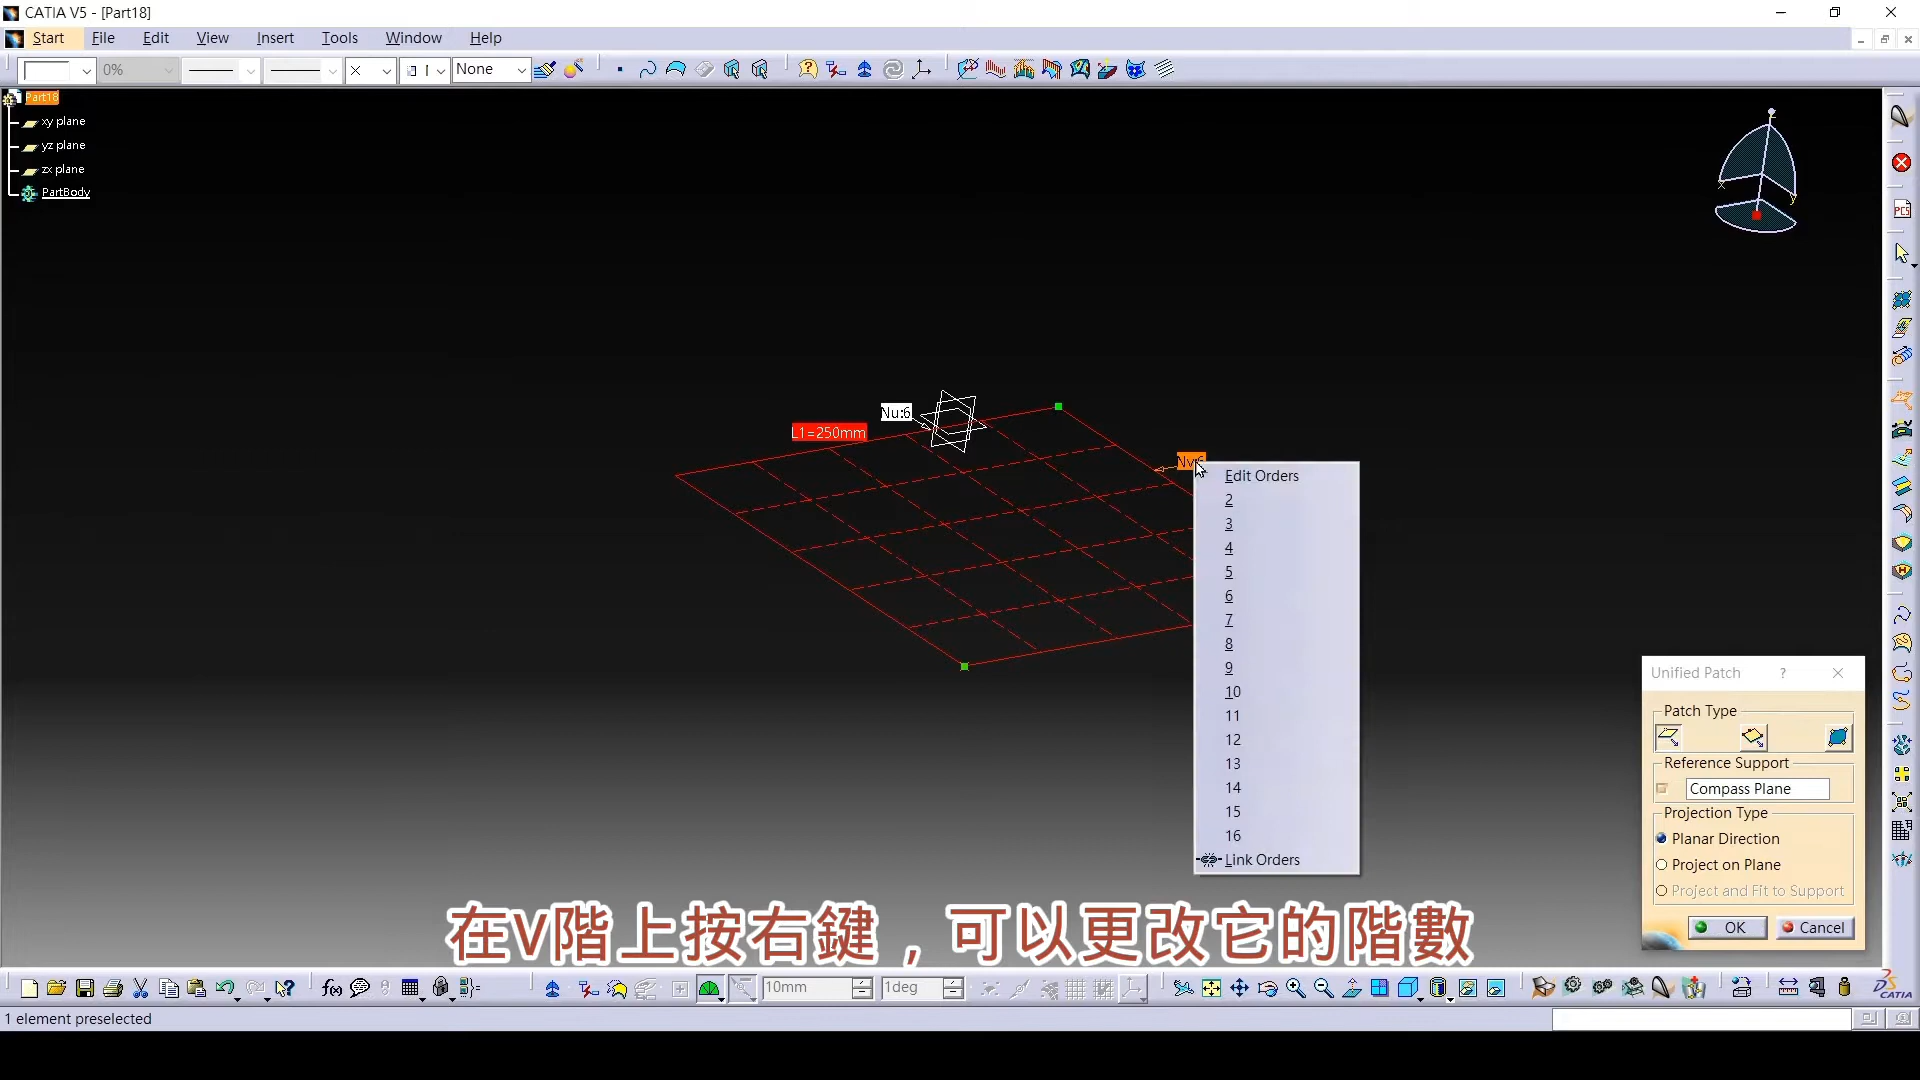 CATIA V5 - [Part18]
Start File Edit View Insert Tools Window Help
0% None
Part18
xy plane
yz plane
zx plane
PartBody
z
x
y
Nu:6
L1=250mm
Nv:6
Edit Orders
2
3
4
5
6
7
8
9
10
11
12
13
14
15
16
Link Orders
Unified Patch ?
Patch Type
Reference Support
Compass Plane
Projection Type
Planar Direction
Project on Plane
Project and Fit to Support
OK Cancel
在V階上按右鍵，可以更改它的階數
f(x) 10mm 1deg
CATIA
1 element preselected
PCS